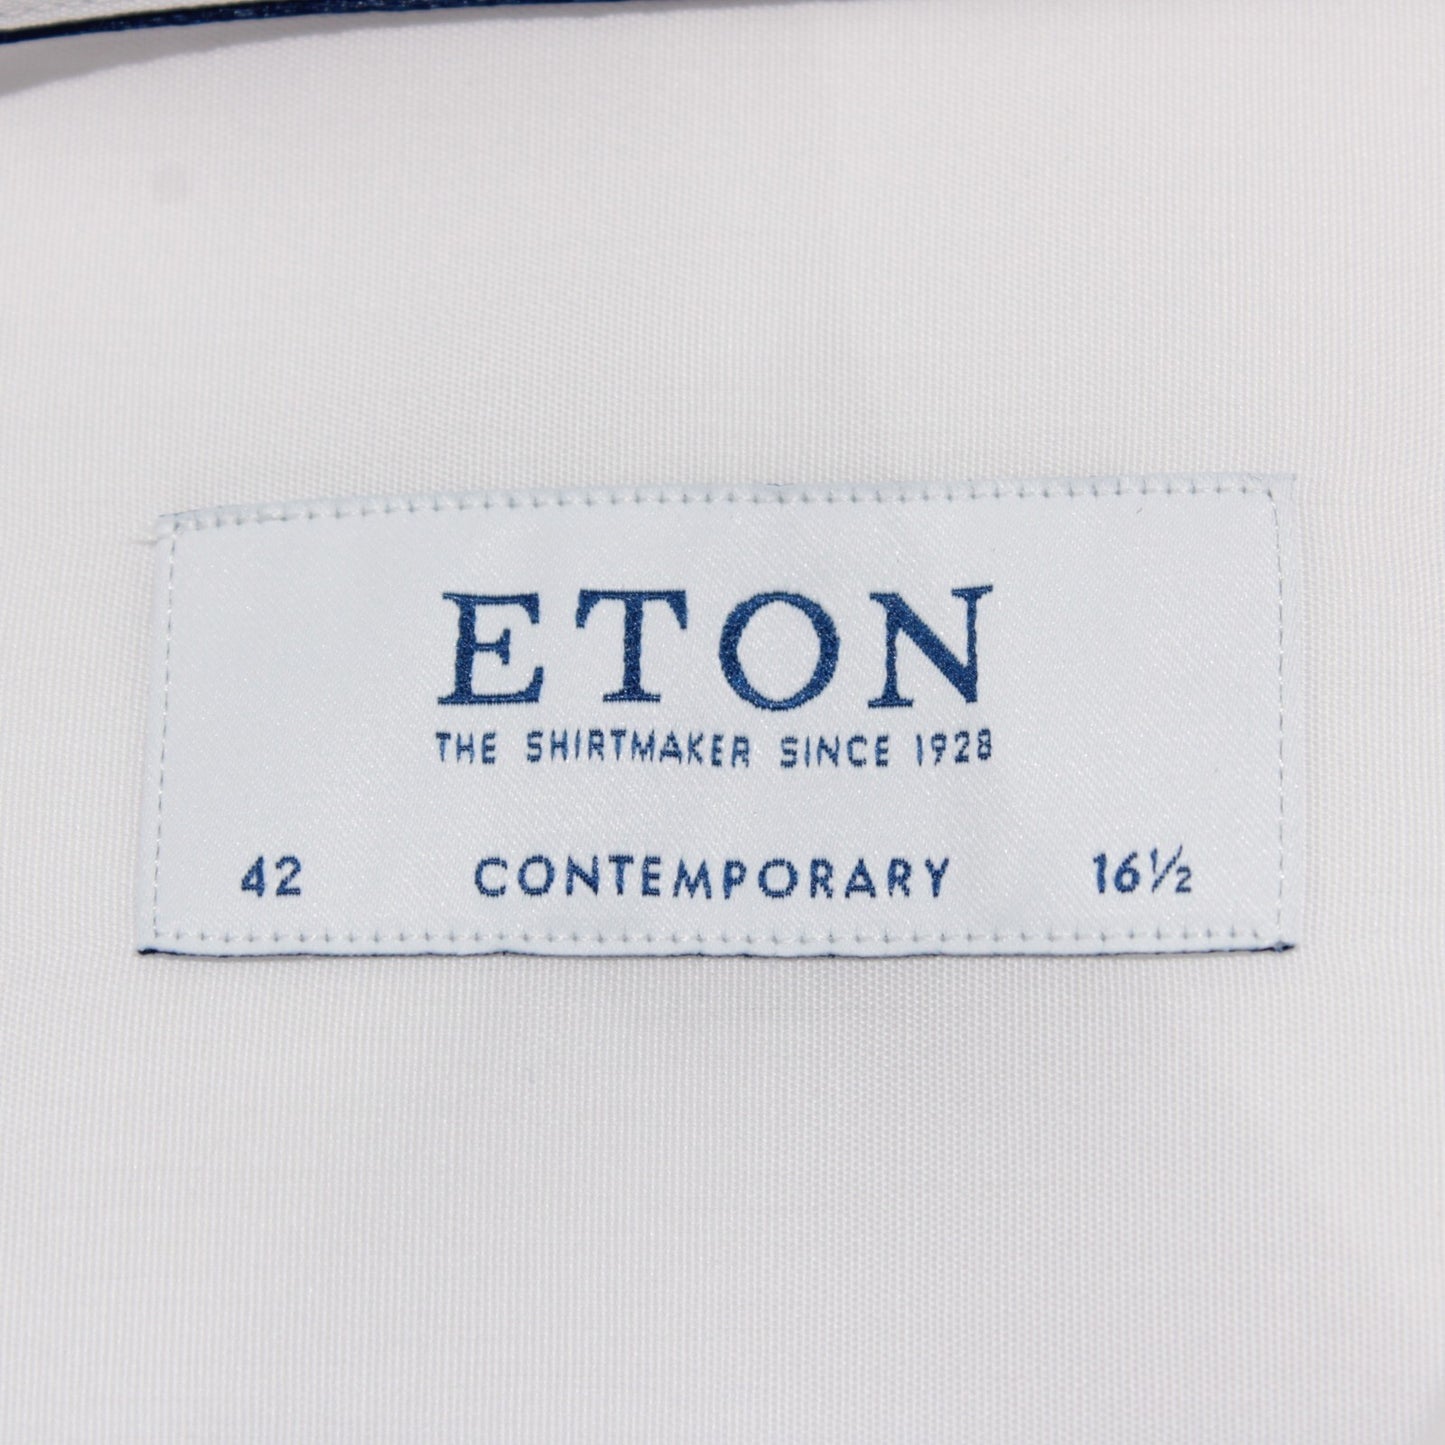 ETON
THE SHIRTMAKER SINCE 1928
42 CONTEMPORARY 16½